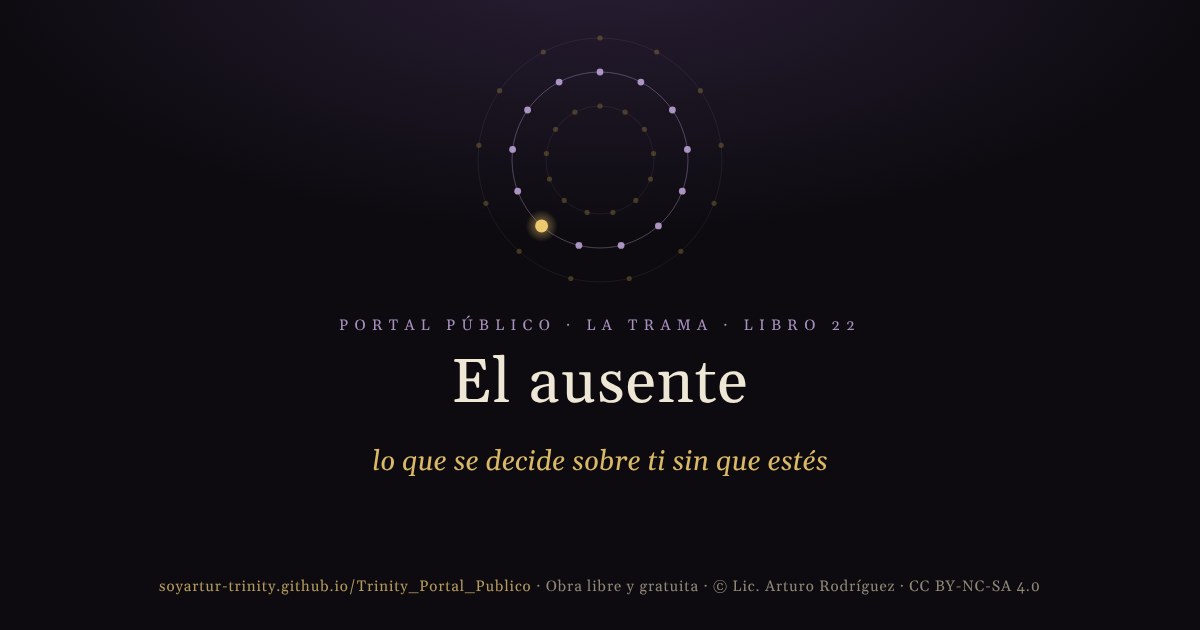 PORTAL PÚBLICO · LA TRAMA · LIBRO 22
El ausente
lo que se decide sobre ti sin que estés
soyartur-trinity.github.io/Trinity_Portal_Publico · Obra libre y gratuita · © Lic. Arturo Rodríguez · CC BY-NC-SA 4.0